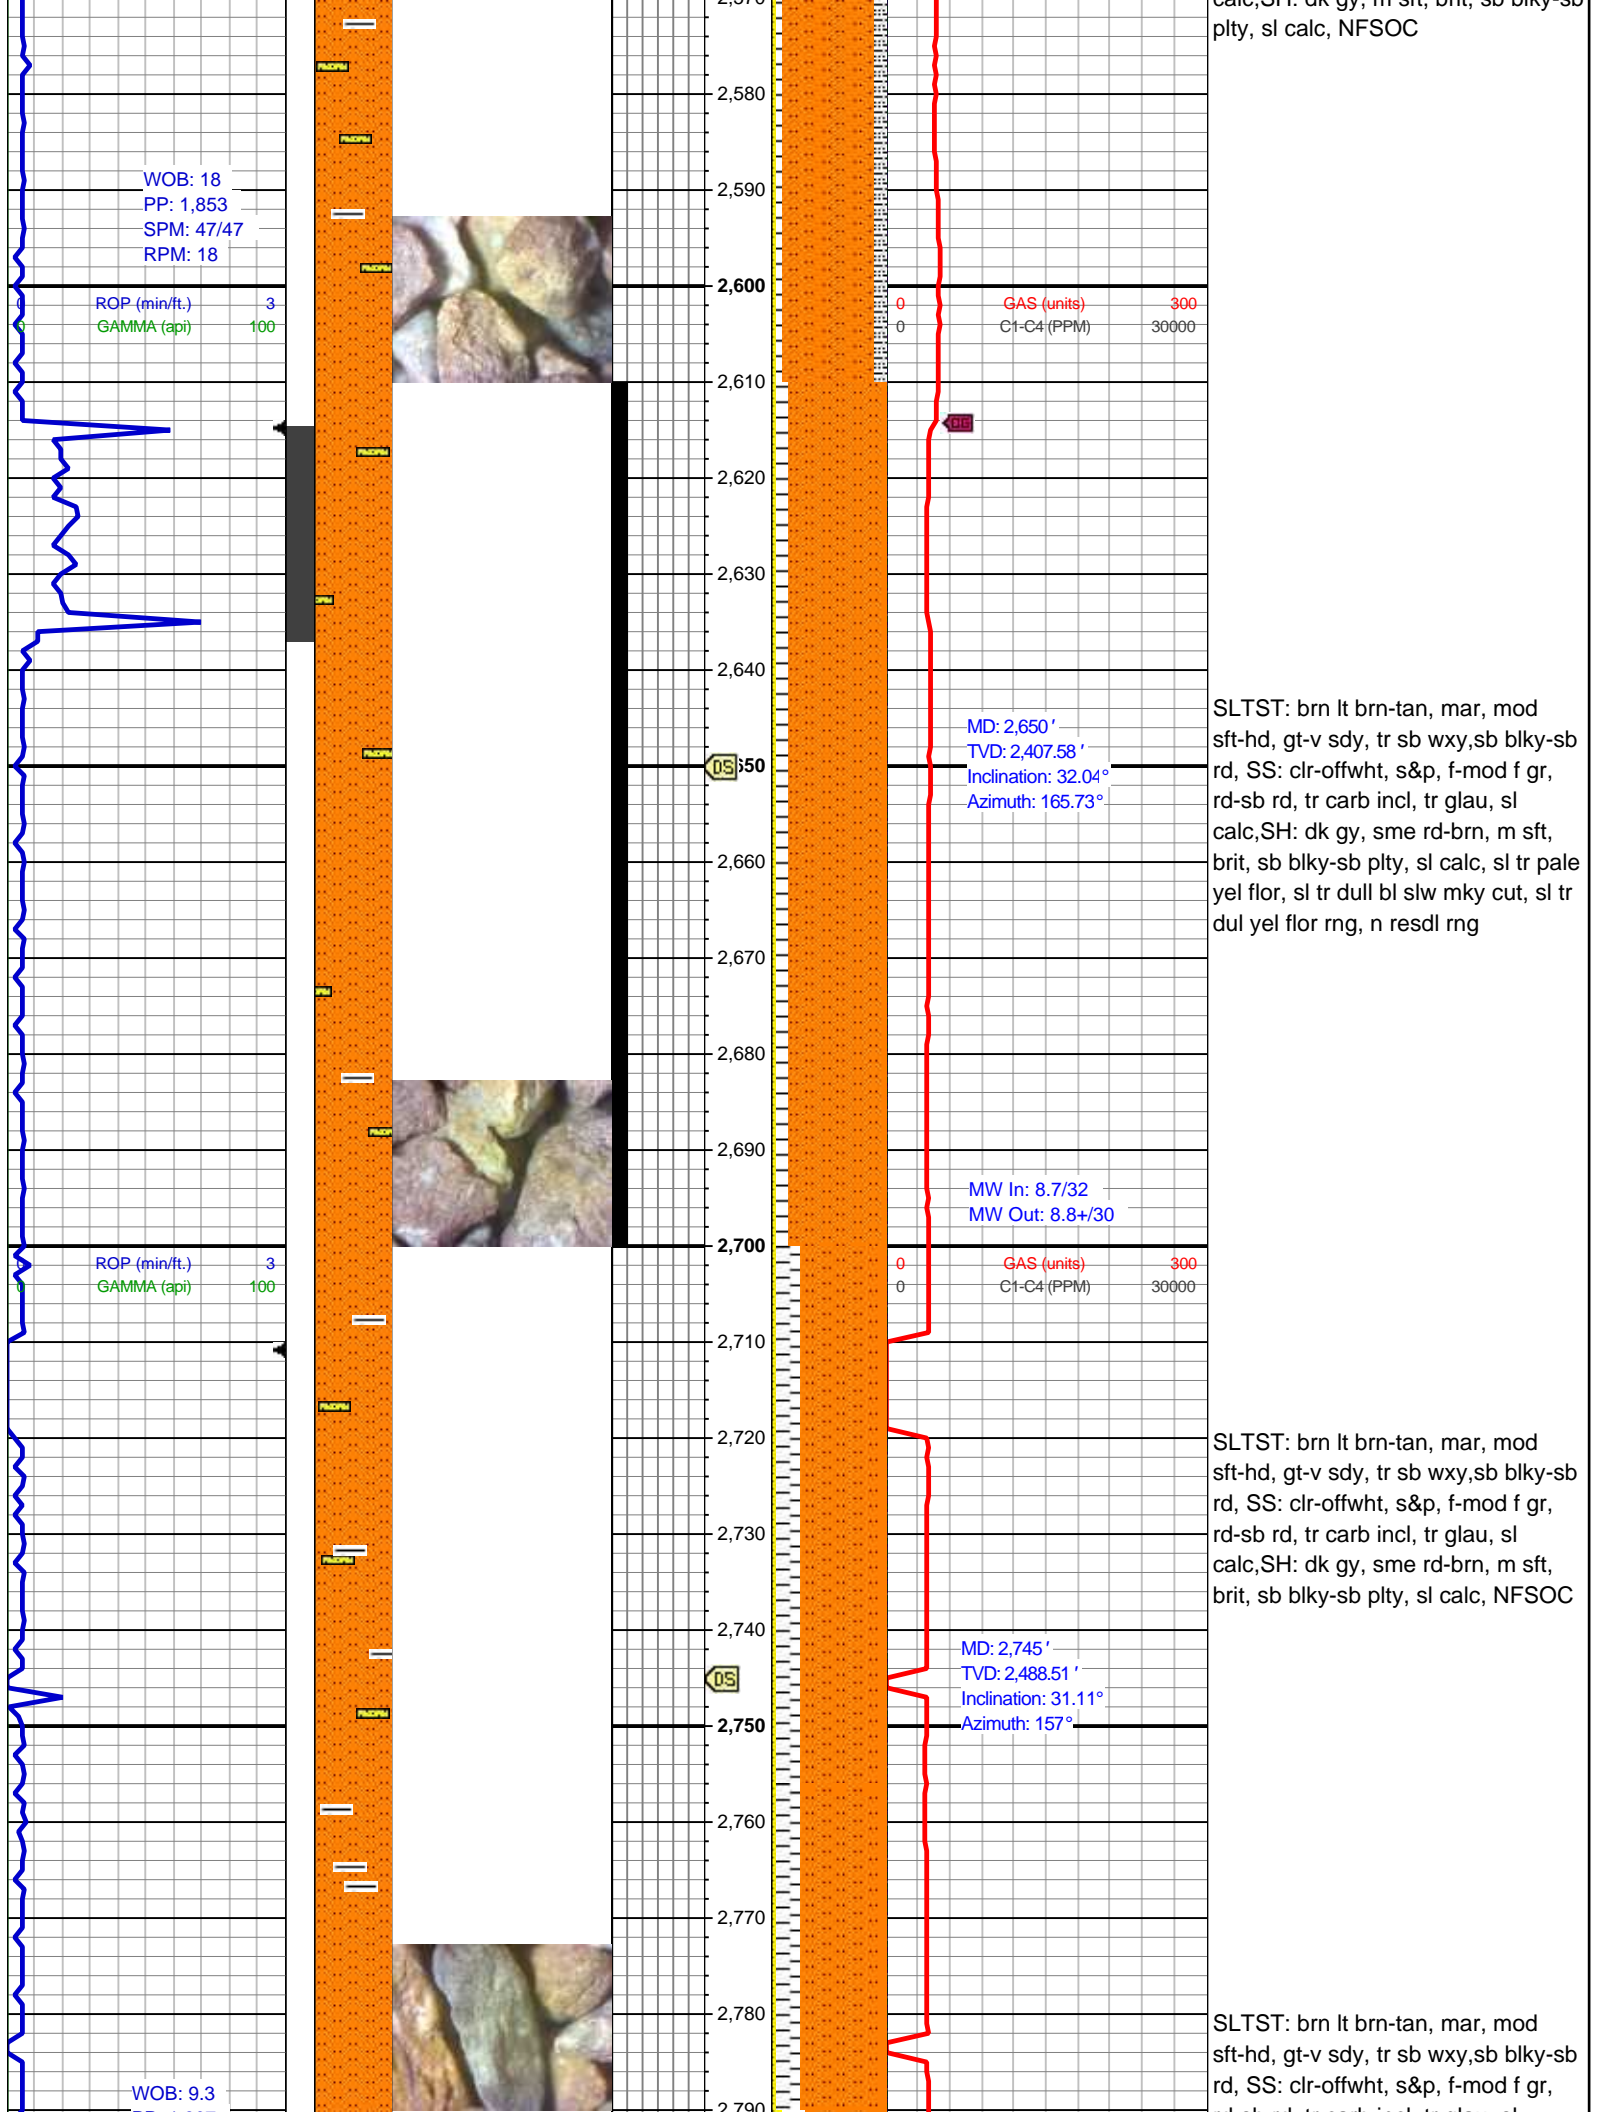 plty, sl calc, NFSOC
2,580
WOB: 18
PP: 1,853
SPM: 47/47
RPM: 18
2,590
2,600
0 ROP (min/ft.) 3
0 GAMMA (api) 100
0 GAS (units) 300
0 C1-C4 (PPM) 30000
2,610
OG
2,620
2,630
2,640
SLTST: brn lt brn-tan, mar, mod
sft-hd, gt-v sdy, tr sb wxy,sb blky-sb
rd, SS: clr-offwht, s&p, f-mod f gr,
rd-sb rd, tr carb incl, tr glau, sl
calc,SH: dk gy, sme rd-brn, m sft,
brit, sb blky-sb plty, sl calc, sl tr pale
yel flor, sl tr dull bl slw mky cut, sl tr
dul yel flor rng, n resdl rng
MD: 2,650 '
TVD: 2,407.58 '
Inclination: 32.04°
Azimuth: 165.73°
DS 650
2,660
2,670
2,680
2,690
MW In: 8.7/32
MW Out: 8.8+/30
2,700
0 ROP (min/ft.) 3
0 GAMMA (api) 100
0 GAS (units) 300
0 C1-C4 (PPM) 30000
2,710
2,720
SLTST: brn lt brn-tan, mar, mod
sft-hd, gt-v sdy, tr sb wxy,sb blky-sb
rd, SS: clr-offwht, s&p, f-mod f gr,
rd-sb rd, tr carb incl, tr glau, sl
calc,SH: dk gy, sme rd-brn, m sft,
brit, sb blky-sb plty, sl calc, NFSOC
2,730
2,740
MD: 2,745 '
TVD: 2,488.51 '
Inclination: 31.11°
Azimuth: 157°
DS
2,750
2,760
2,770
2,780
SLTST: brn lt brn-tan, mar, mod
sft-hd, gt-v sdy, tr sb wxy,sb blky-sb
rd, SS: clr-offwht, s&p, f-mod f gr,
WOB: 9.3
2,790